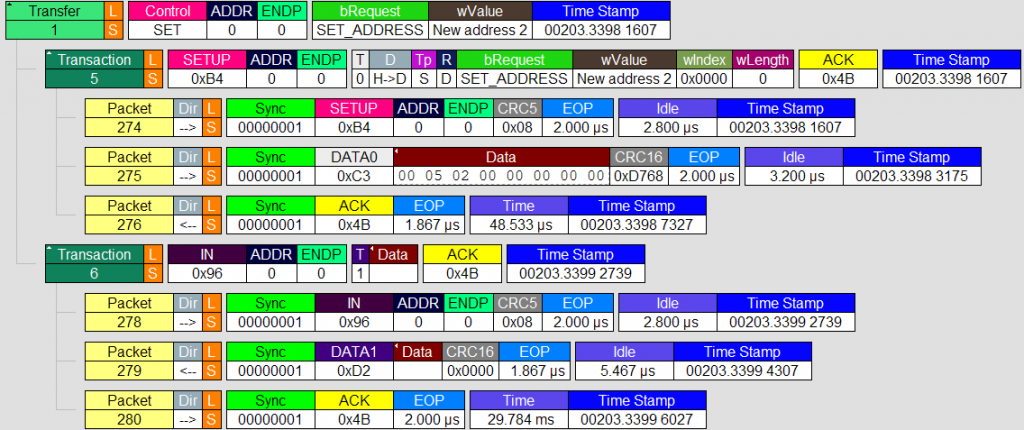 Transfer L Control ADDR ENDP bRequest wValue Time Stamp
1 S SET 0 0 SET_ADDRESS New address 2 00203.3398 1607
Transaction L SETUP ADDR ENDP T D Tp R bRequest wValue wIndex wLength ACK Time Stamp
5 S 0xB4 0 0 0 H->D S D SET_ADDRESS New address 2 0x0000 0 0x4B 00203.3398 1607
Packet Dir L Sync SETUP ADDR ENDP CRC5 EOP Idle Time Stamp
274 --> S 00000001 0xB4 0 0 0x08 2.000 µs 2.800 µs 00203.3398 1607
Packet Dir L Sync DATA0 Data CRC16 EOP Idle Time Stamp
275 --> S 00000001 0xC3 00 05 02 00 00 00 00 00 0xD768 2.000 µs 3.200 µs 00203.3398 3175
Packet Dir L Sync ACK EOP Time Time Stamp
276 <-- S 00000001 0x4B 1.867 µs 48.533 µs 00203.3398 7327
Transaction L IN ADDR ENDP T Data ACK Time Stamp
6 S 0x96 0 0 1 0x4B 00203.3399 2739
Packet Dir L Sync IN ADDR ENDP CRC5 EOP Idle Time Stamp
278 --> S 00000001 0x96 0 0 0x08 2.000 µs 2.800 µs 00203.3399 2739
Packet Dir L Sync DATA1 Data CRC16 EOP Idle Time Stamp
279 <-- S 00000001 0xD2 0x0000 1.867 µs 5.467 µs 00203.3399 4307
Packet Dir L Sync ACK EOP Time Time Stamp
280 --> S 00000001 0x4B 2.000 µs 29.784 ms 00203.3399 6027